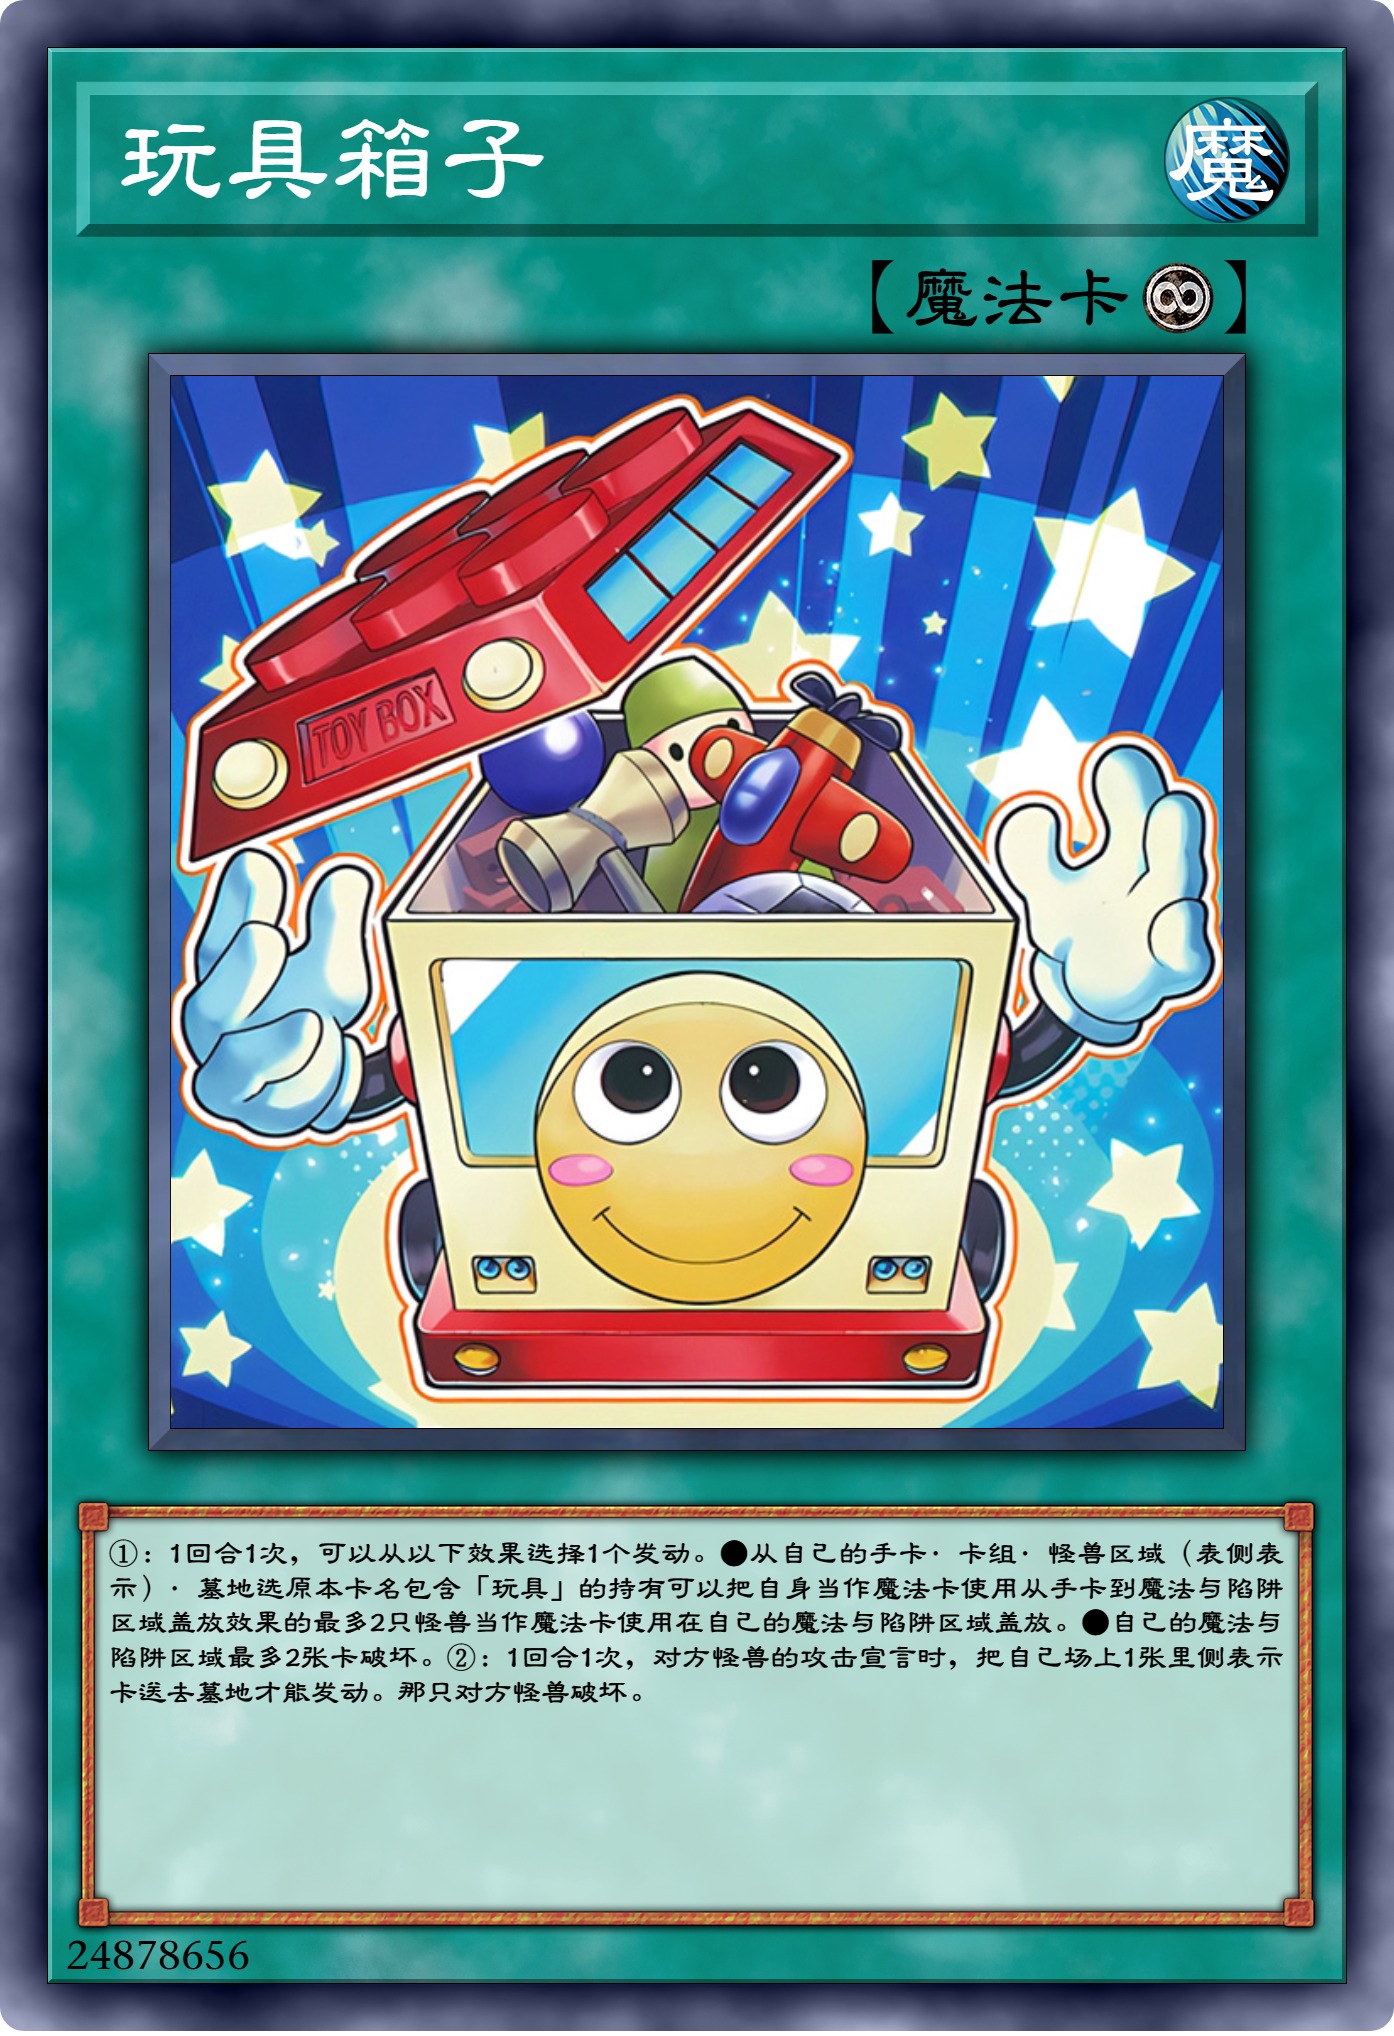 玩具箱子
魔
【魔法卡】
TOY BOX
①：1回合1次，可以从以下效果选择1个发动。●从自己的手卡·卡组·怪兽区域（表侧表
示）·墓地选原本卡名包含「玩具」的持有可以把自身当作魔法卡使用从手卡到魔法与陷阱
区域盖放效果的最多2只怪兽当作魔法卡使用在自己的魔法与陷阱区域盖放。●自己的魔法与
陷阱区域最多2张卡破坏。②：1回合1次，对方怪兽的攻击宣言时，把自己场上1张里侧表示
卡送去墓地才能发动。那只对方怪兽破坏。
24878656